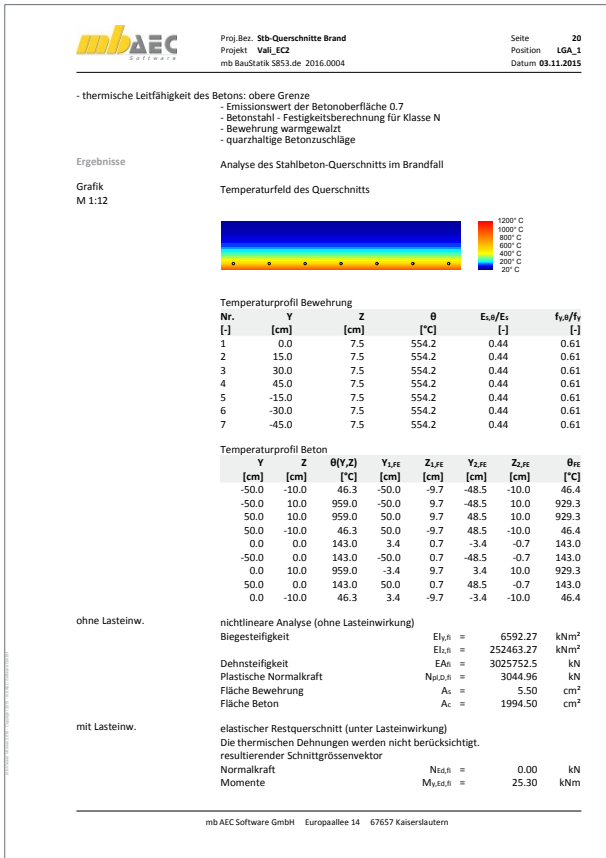 mbAEC
Software
Proj.Bez. Stb-Querschnitte Brand
Projekt Vali_EC2
mb BauStatik S853.de 2016.0004
Seite 20
Position LGA_1
Datum 03.11.2015
- thermische Leitfähigkeit des Betons: obere Grenze
- Emissionswert der Betonoberfläche 0.7
- Betonstahl - Festigkeitsberechnung für Klasse N
- Bewehrung warmgewalzt
- quarzhaltige Betonzuschläge
Ergebnisse Analyse des Stahlbeton-Querschnitts im Brandfall
Grafik Temperaturfeld des Querschnitts
M 1:12
1200° C
1000° C
800° C
600° C
400° C
200° C
20° C
Temperaturprofil Bewehrung
Nr. Y Z θ Es,θ/Es fy,θ/fy
[-] [cm] [cm] [°C] [-] [-]
1 0.0 7.5 554.2 0.44 0.61
2 15.0 7.5 554.2 0.44 0.61
3 30.0 7.5 554.2 0.44 0.61
4 45.0 7.5 554.2 0.44 0.61
5 -15.0 7.5 554.2 0.44 0.61
6 -30.0 7.5 554.2 0.44 0.61
7 -45.0 7.5 554.2 0.44 0.61
Temperaturprofil Beton
Y Z θ(Y,Z) Y1,FE Z1,FE Y2,FE Z2,FE θFE
[cm] [cm] [°C] [cm] [cm] [cm] [cm] [°C]
-50.0 -10.0 46.3 -50.0 -9.7 -48.5 -10.0 46.4
-50.0 10.0 959.0 -50.0 9.7 -48.5 10.0 929.3
50.0 10.0 959.0 50.0 9.7 48.5 10.0 929.3
50.0 -10.0 46.3 50.0 -9.7 48.5 -10.0 46.4
0.0 0.0 143.0 3.4 0.7 -3.4 -0.7 143.0
-50.0 0.0 143.0 -50.0 0.7 -48.5 -0.7 143.0
0.0 10.0 959.0 -3.4 9.7 3.4 10.0 929.3
50.0 0.0 143.0 50.0 0.7 48.5 -0.7 143.0
0.0 -10.0 46.3 3.4 -9.7 -3.4 -10.0 46.4
ohne Lasteinw. nichtlineare Analyse (ohne Lasteinwirkung)
Biegesteifigkeit EIy,fi = 6592.27 kNm²
EIz,fi = 252463.27 kNm²
Dehnsteifigkeit EAfi = 3025752.5 kN
Plastische Normalkraft Npl,D,fi = 3044.96 kN
Fläche Bewehrung As = 5.50 cm²
Fläche Beton Ac = 1994.50 cm²
mit Lasteinw. elastischer Restquerschnitt (unter Lasteinwirkung)
Die thermischen Dehnungen werden nicht berücksichtigt.
resultierender Schnittgrössenvektor
Normalkraft NEd,fi = 0.00 kN
Momente My,Ed,fi = 25.30 kNm
mb AEC Software GmbH Europaallee 14 67657 Kaiserslautern